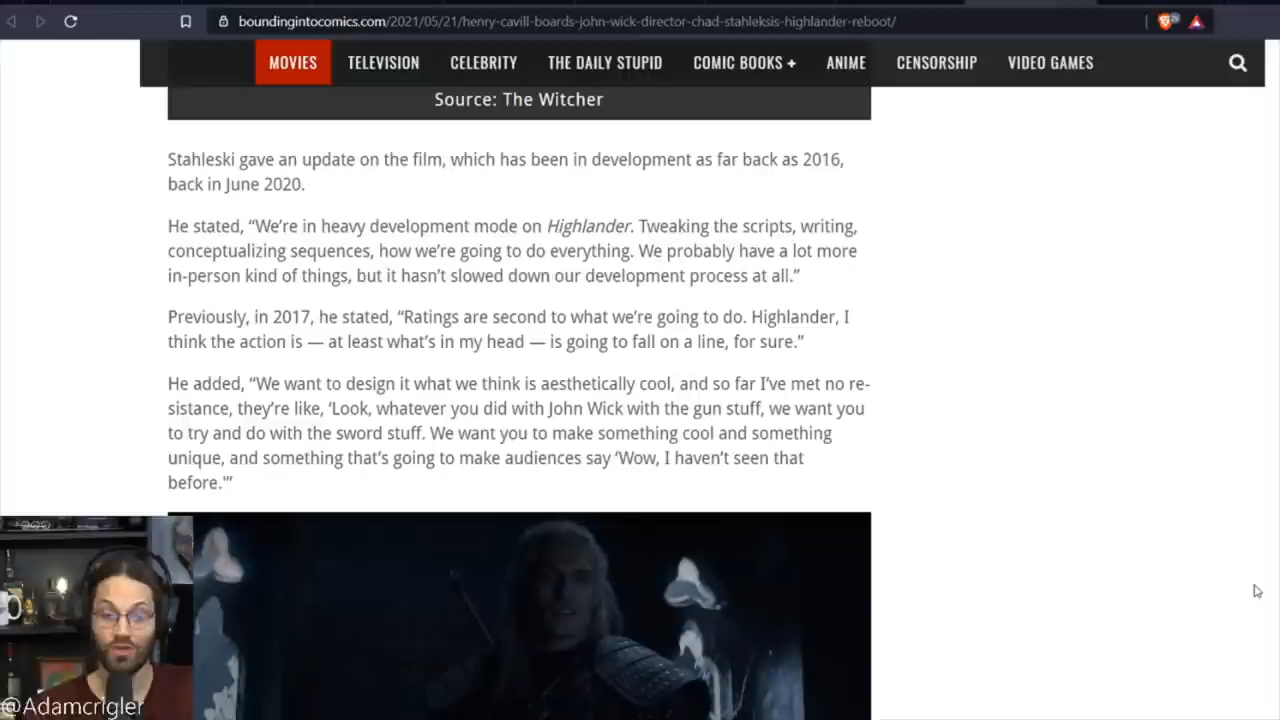 boundingintocomics.com/2021/05/21/henry-cavill-boards-john-wick-director-chad-stahleksis-highlander-reboot/
MOVIES TELEVISION CELEBRITY THE DAILY STUPID COMIC BOOKS + ANIME CENSORSHIP VIDEO GAMES
Source: The Witcher
Stahleski gave an update on the film, which has been in development as far back as 2016,
back in June 2020.
He stated, “We’re in heavy development mode on Highlander. Tweaking the scripts, writing,
conceptualizing sequences, how we’re going to do everything. We probably have a lot more
in-person kind of things, but it hasn’t slowed down our development process at all.”
Previously, in 2017, he stated, “Ratings are second to what we’re going to do. Highlander, I
think the action is — at least what’s in my head — is going to fall on a line, for sure.”
He added, “We want to design it what we think is aesthetically cool, and so far I’ve met no re-
sistance, they’re like, ‘Look, whatever you did with John Wick with the gun stuff, we want you
to try and do with the sword stuff. We want you to make something cool and something
unique, and something that’s going to make audiences say ‘Wow, I haven’t seen that
before.’”
@Adamcrigler